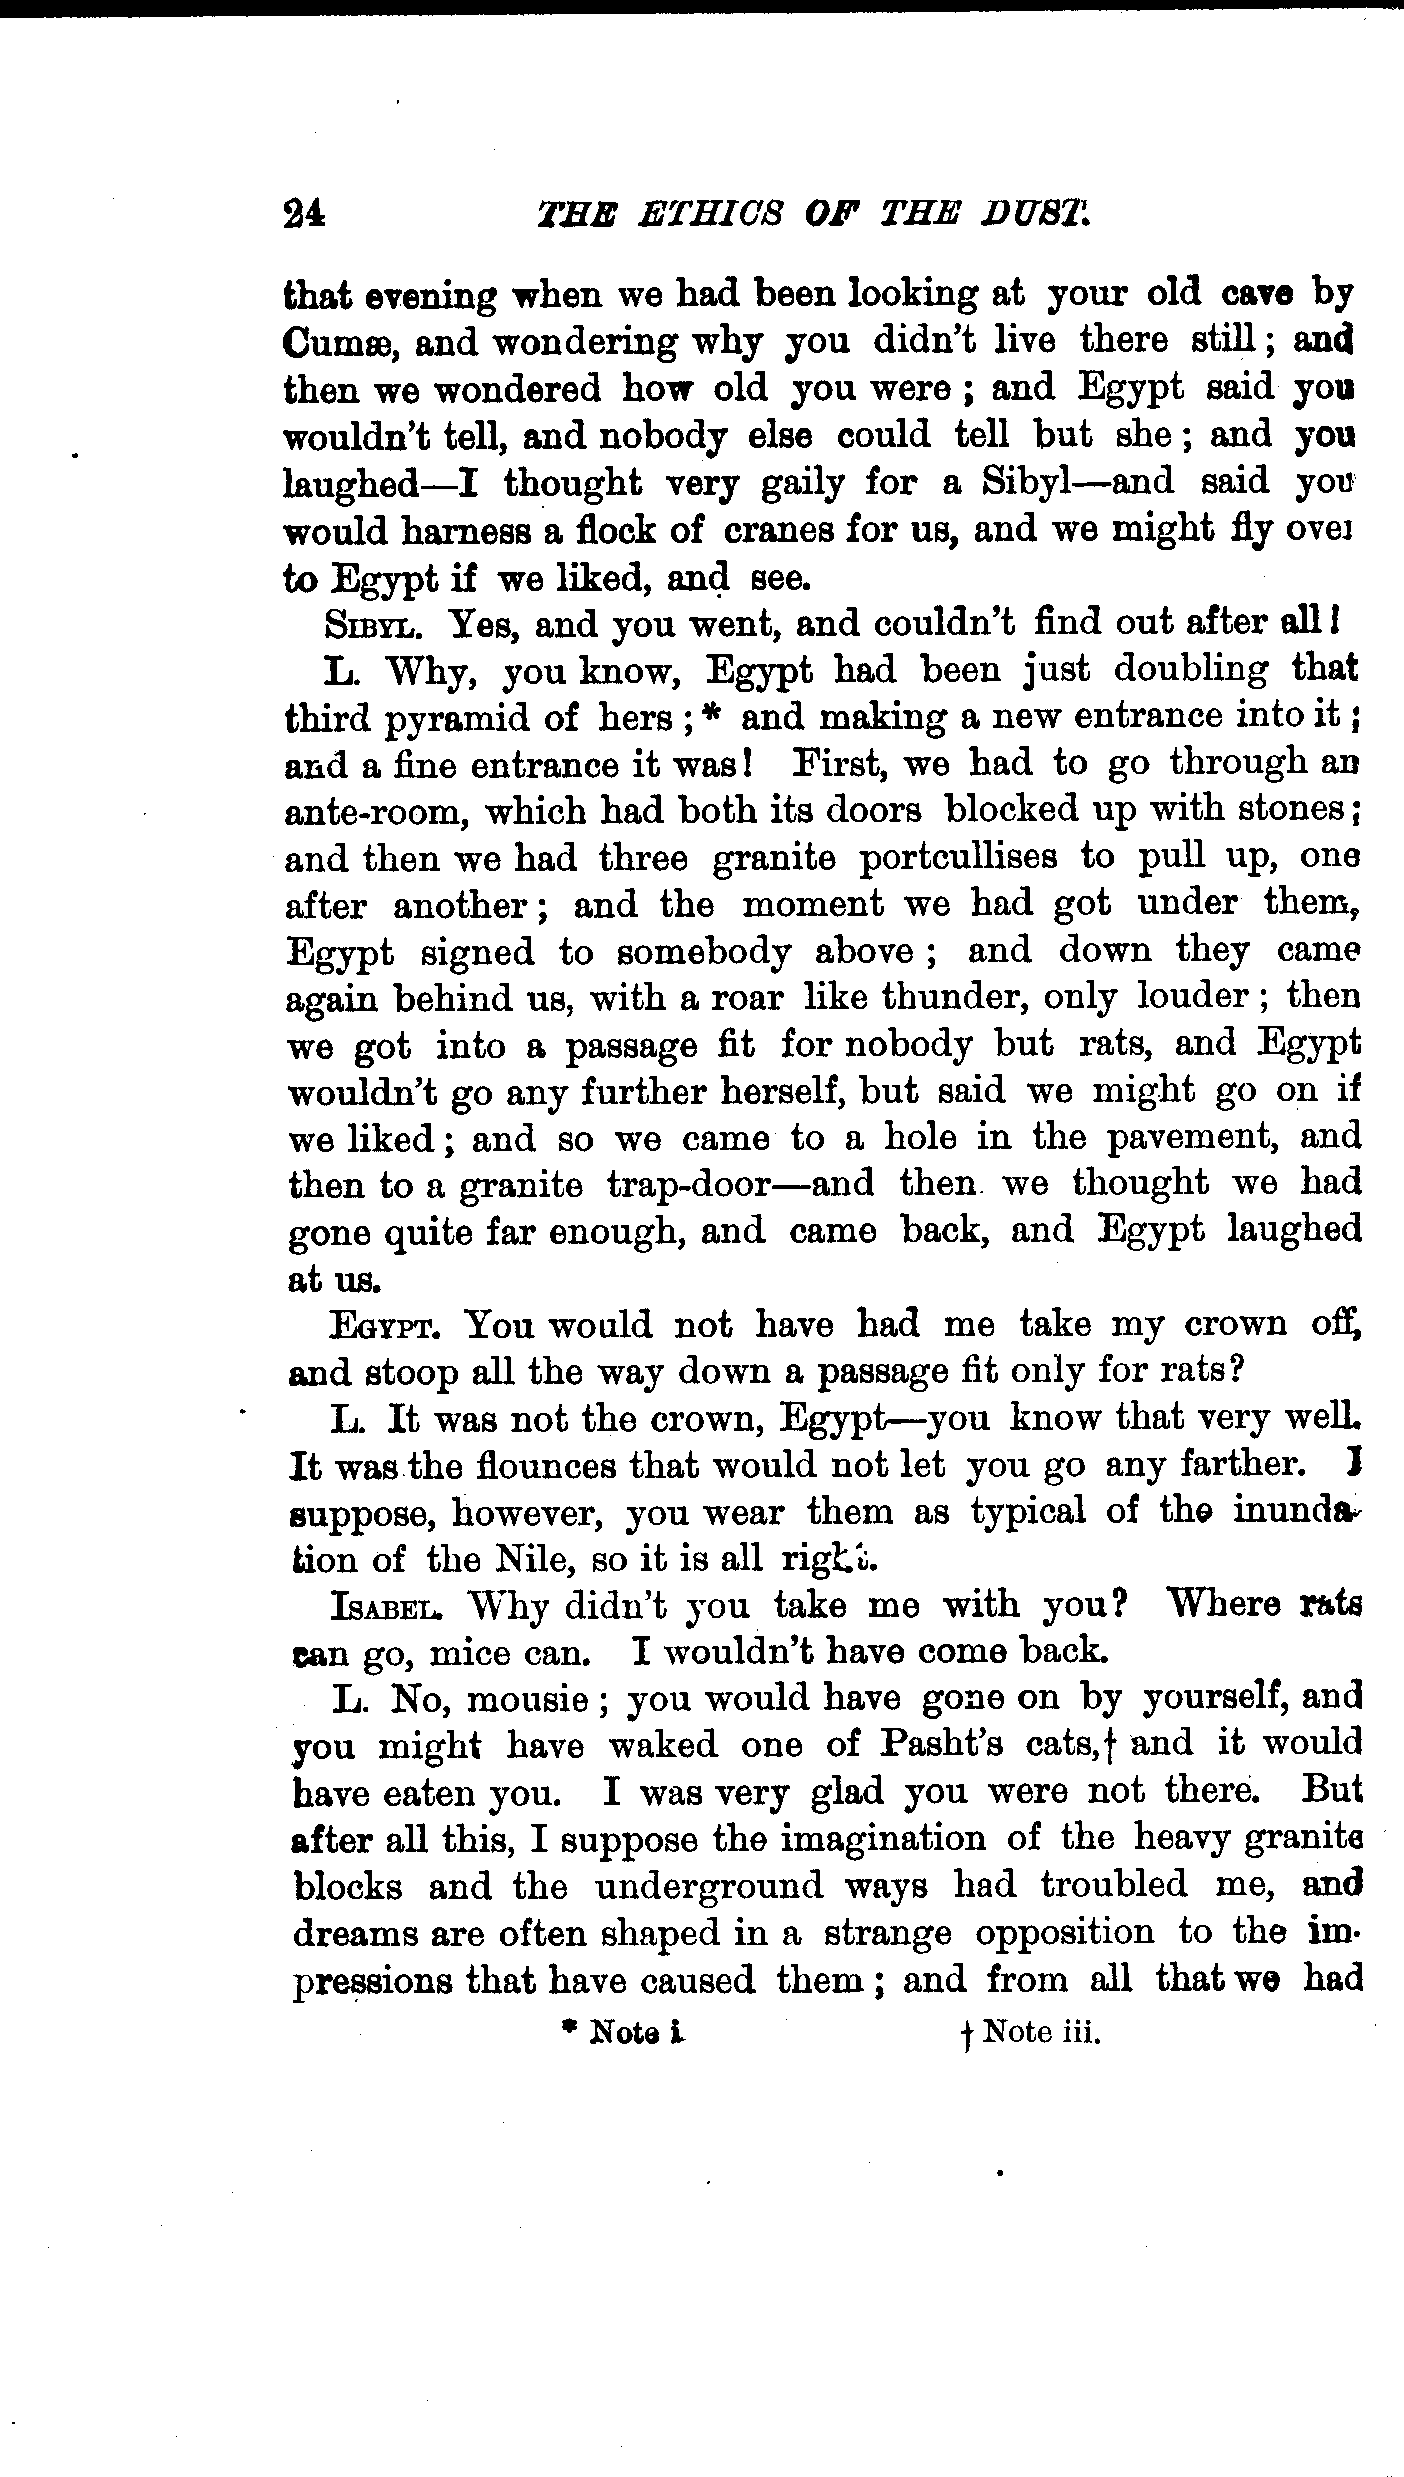 24 THE ETHICS OF THE DUST.
that evening when we had been looking at your old cave by
Cumæ, and wondering why you didn't live there still; and
then we wondered how old you were; and Egypt said you
wouldn't tell, and nobody else could tell but she; and you
laughed—I thought very gaily for a Sibyl—and said you
would harness a flock of cranes for us, and we might fly over
to Egypt if we liked, and see.
SIBYL. Yes, and you went, and couldn't find out after all!
L. Why, you know, Egypt had been just doubling that
third pyramid of hers;* and making a new entrance into it;
and a fine entrance it was! First, we had to go through an
ante-room, which had both its doors blocked up with stones;
and then we had three granite portcullises to pull up, one
after another; and the moment we had got under them,
Egypt signed to somebody above; and down they came
again behind us, with a roar like thunder, only louder; then
we got into a passage fit for nobody but rats, and Egypt
wouldn't go any further herself, but said we might go on if
we liked; and so we came to a hole in the pavement, and
then to a granite trap-door—and then we thought we had
gone quite far enough, and came back, and Egypt laughed
at us.
EGYPT. You would not have had me take my crown off,
and stoop all the way down a passage fit only for rats?
L. It was not the crown, Egypt—you know that very well.
It was the flounces that would not let you go any farther. I
suppose, however, you wear them as typical of the inunda-
tion of the Nile, so it is all right.
ISABEL. Why didn't you take me with you? Where rats
can go, mice can. I wouldn't have come back.
L. No, mousie; you would have gone on by yourself, and
you might have waked one of Pasht's cats,† and it would
have eaten you. I was very glad you were not there. But
after all this, I suppose the imagination of the heavy granite
blocks and the underground ways had troubled me, and
dreams are often shaped in a strange opposition to the im-
pressions that have caused them; and from all that we had
* Note i. † Note iii.